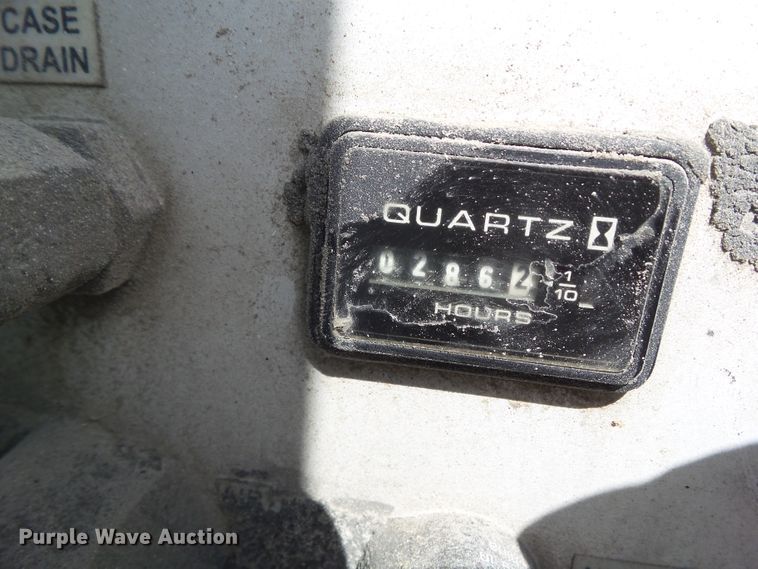 CASE
DRAIN
QUARTZ
02862 1/10
HOURS
Purple Wave Auction